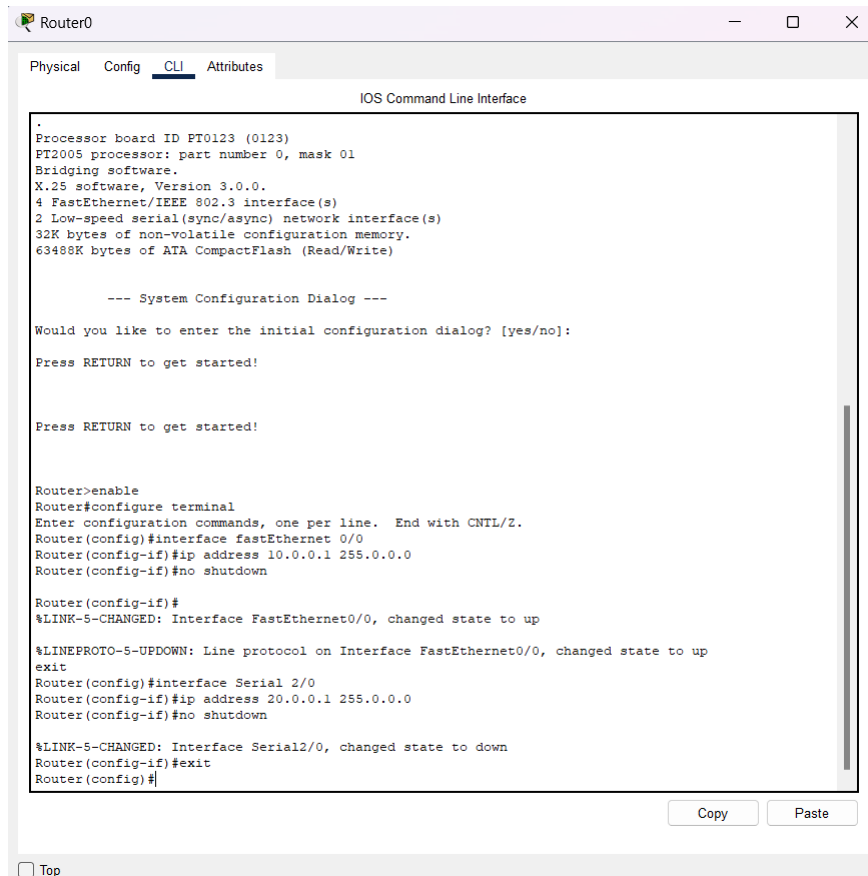 Router0
Physical Config CLI Attributes
IOS Command Line Interface
.
Processor board ID PT0123 (0123)
PT2005 processor: part number 0, mask 01
Bridging software.
X.25 software, Version 3.0.0.
4 FastEthernet/IEEE 802.3 interface(s)
2 Low-speed serial(sync/async) network interface(s)
32K bytes of non-volatile configuration memory.
63488K bytes of ATA CompactFlash (Read/Write)
--- System Configuration Dialog ---
Would you like to enter the initial configuration dialog? [yes/no]:
Press RETURN to get started!
Press RETURN to get started!
Router>enable
Router#configure terminal
Enter configuration commands, one per line.  End with CNTL/Z.
Router(config)#interface fastEthernet 0/0
Router(config-if)#ip address 10.0.0.1 255.0.0.0
Router(config-if)#no shutdown
Router(config-if)#
%LINK-5-CHANGED: Interface FastEthernet0/0, changed state to up
%LINEPROTO-5-UPDOWN: Line protocol on Interface FastEthernet0/0, changed state to up
exit
Router(config)#interface Serial 2/0
Router(config-if)#ip address 20.0.0.1 255.0.0.0
Router(config-if)#no shutdown
%LINK-5-CHANGED: Interface Serial2/0, changed state to down
Router(config-if)#exit
Router(config)#
Copy Paste
Top